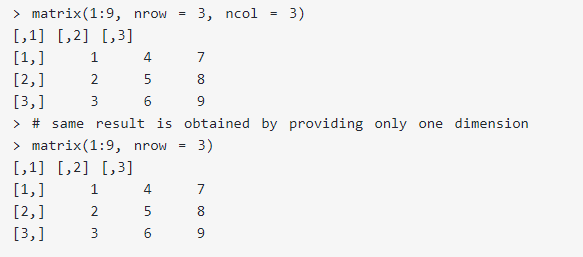 > matrix(1:9, nrow = 3, ncol = 3)
[,1] [,2] [,3]
[1,]      1      4      7
[2,]      2      5      8
[3,]      3      6      9
> # same result is obtained by providing only one dimension
> matrix(1:9, nrow = 3)
[,1] [,2] [,3]
[1,]      1      4      7
[2,]      2      5      8
[3,]      3      6      9